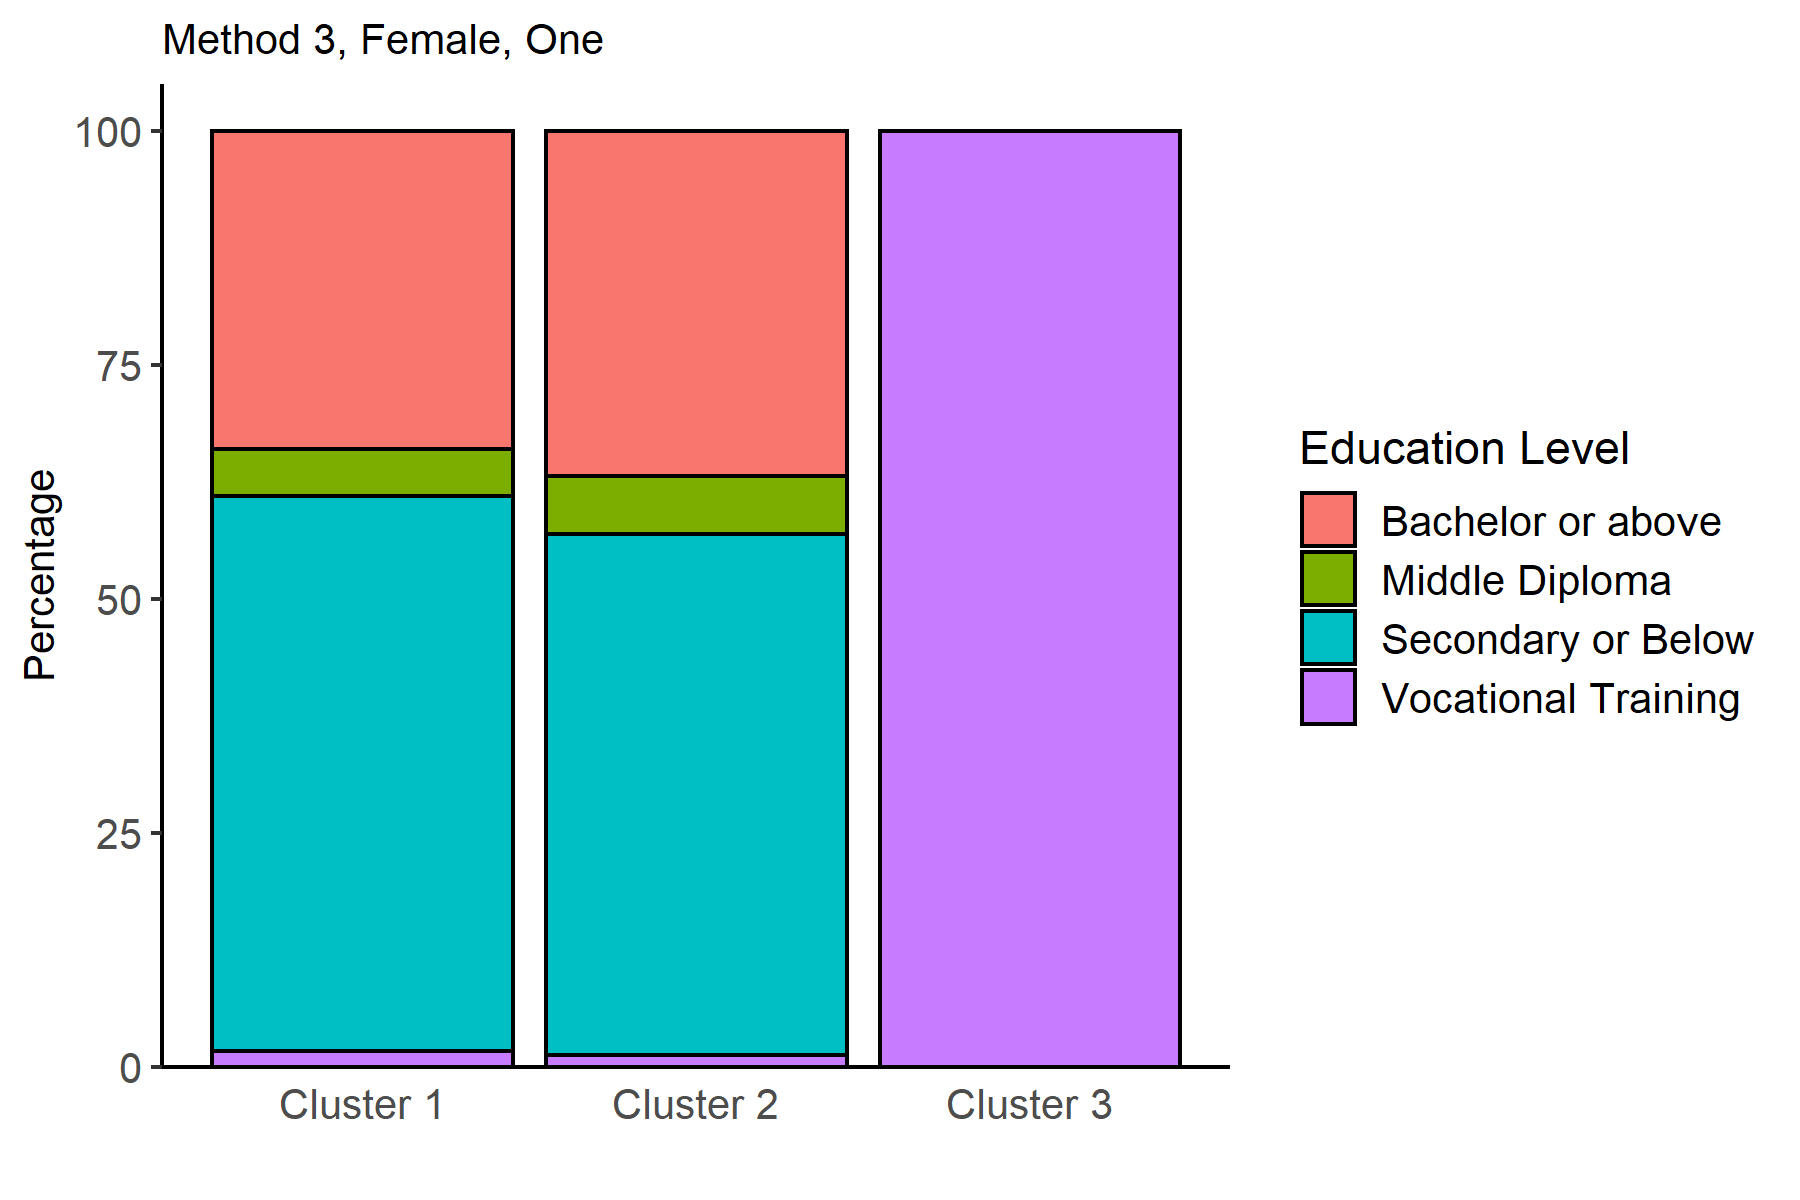 Method 3, Female, One
Percentage
100
75
50
25
0
Cluster 1
Cluster 2
Cluster 3
Education Level
Bachelor or above
Middle Diploma
Secondary or Below
Vocational Training